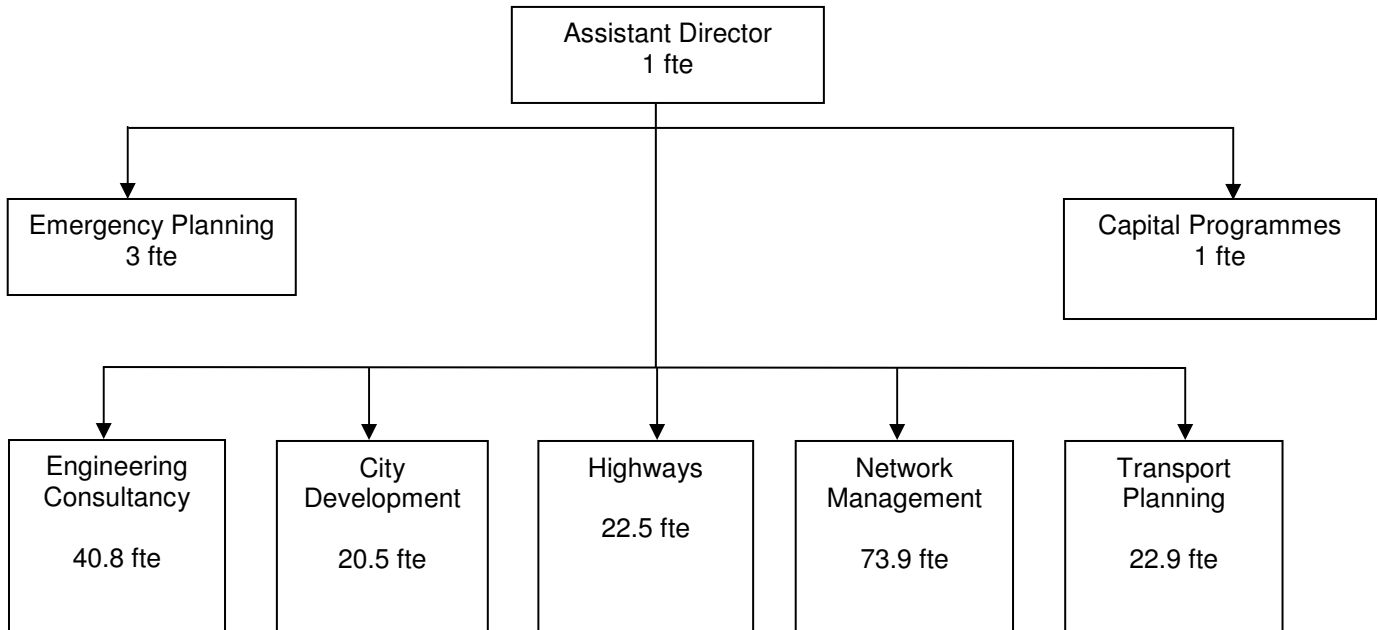 Assistant Director
1 fte
Emergency Planning
3 fte
Capital Programmes
1 fte
Engineering
Consultancy
40.8 fte
City
Development
20.5 fte
Highways
22.5 fte
Network
Management
73.9 fte
Transport
Planning
22.9 fte